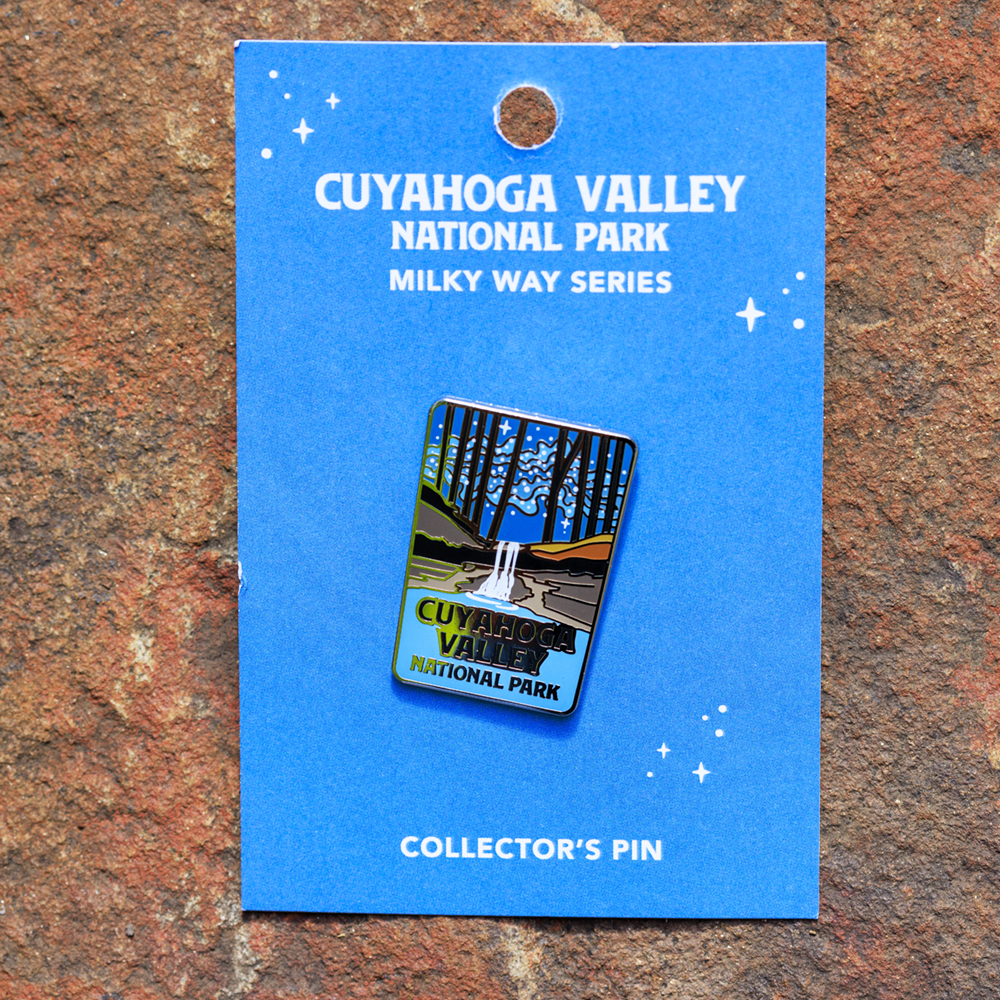 CUYAHOGA VALLEY
NATIONAL PARK
MILKY WAY SERIES
CUYAHOGA
VALLEY
NATIONAL PARK
COLLECTOR'S PIN